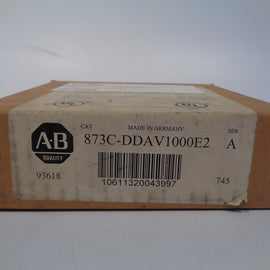 CAT
MADE IN GERMANY
SER
A-B
QUALITY
873C-DDAV1000E2
A
93618
10611320043997
745